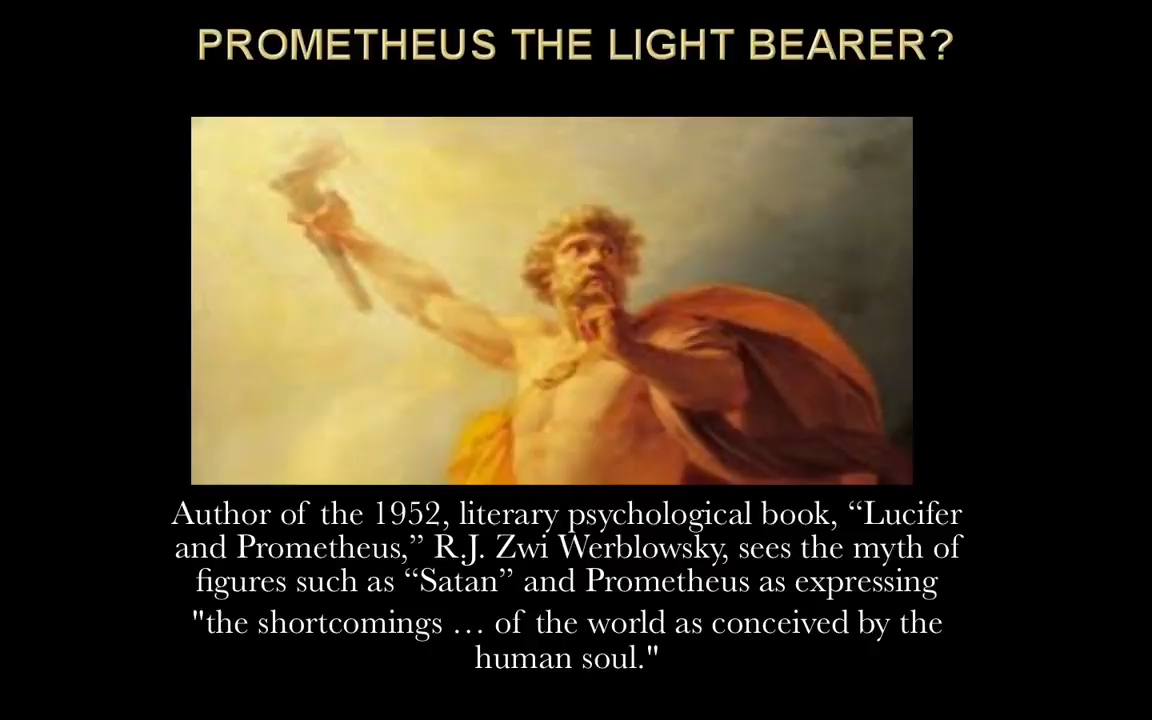 PROMETHEUS THE LIGHT BEARER?
Author of the 1952, literary psychological book, “Lucifer
and Prometheus,” R.J. Zwi Werblowsky, sees the myth of
figures such as “Satan” and Prometheus as expressing
"the shortcomings … of the world as conceived by the
human soul."